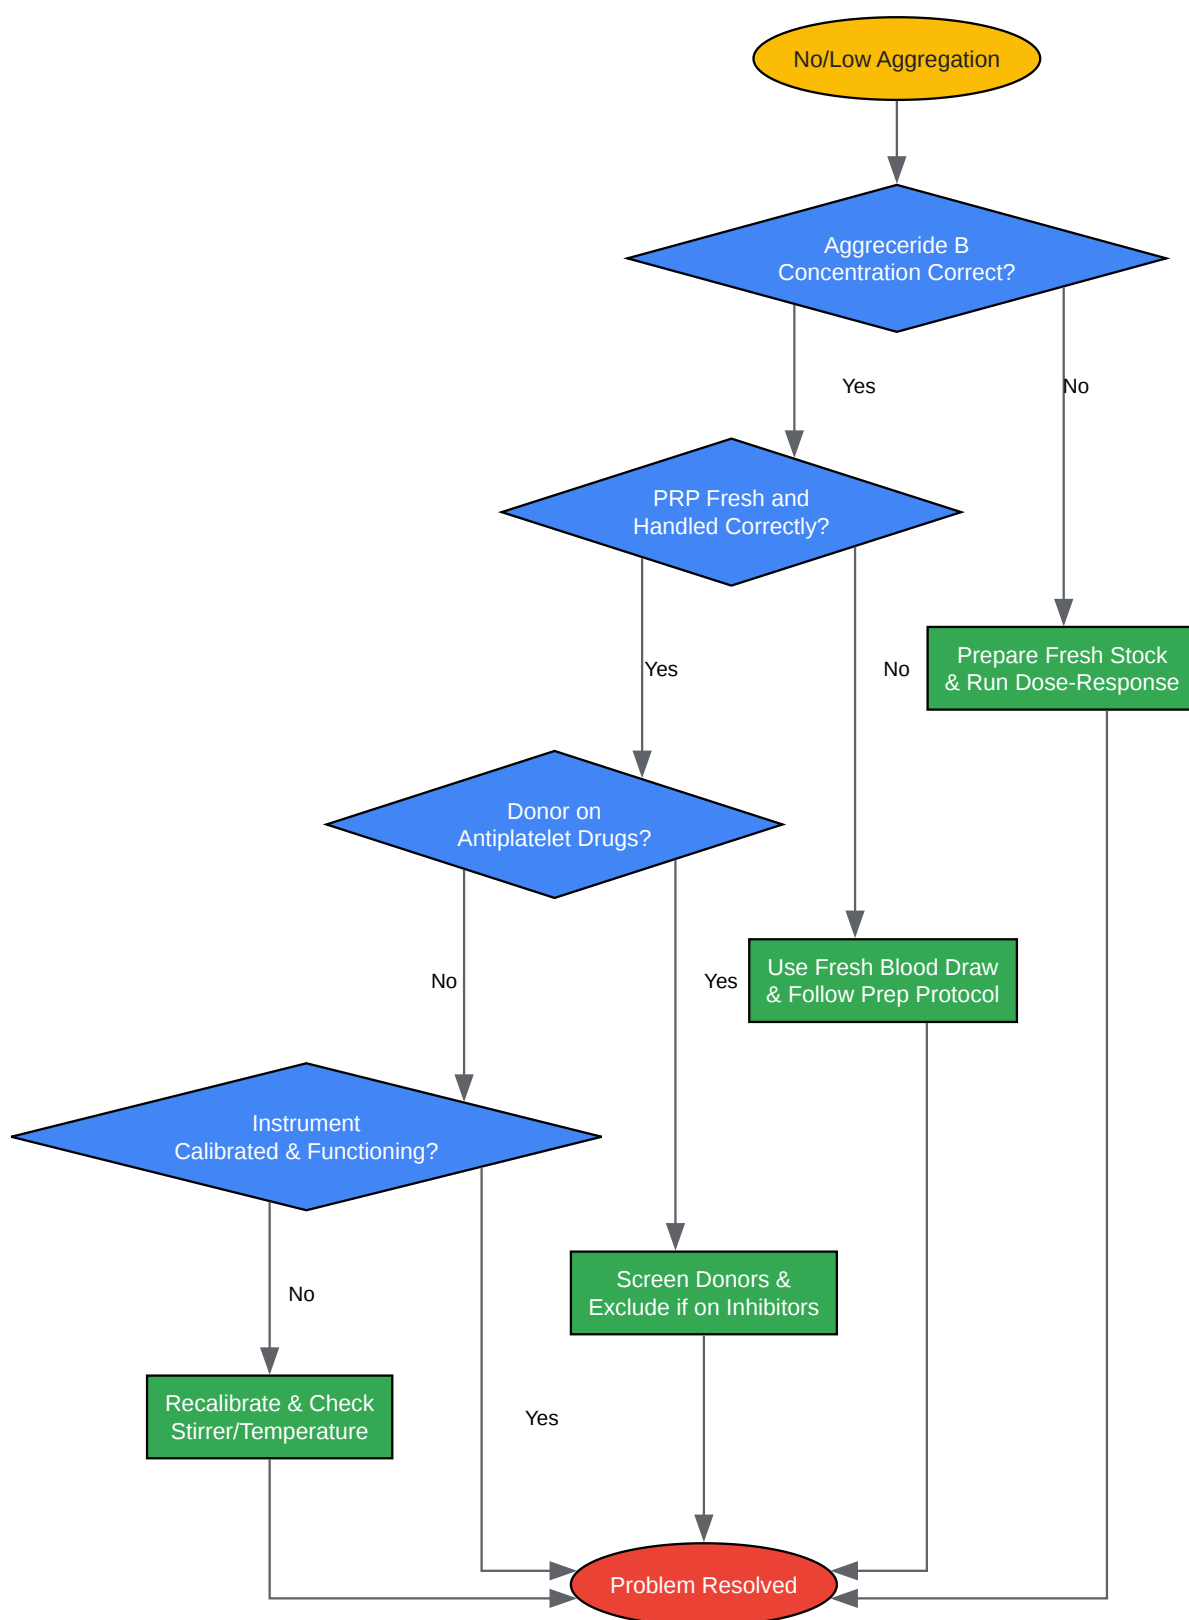 No/Low Aggregation
Aggreceride B
Concentration Correct?
Yes
No
PRP Fresh and
Handled Correctly?
Yes
No
Prepare Fresh Stock
& Run Dose-Response
Donor on
Antiplatelet Drugs?
No
Yes
Use Fresh Blood Draw
& Follow Prep Protocol
Instrument
Calibrated & Functioning?
No
Yes
Screen Donors &
Exclude if on Inhibitors
Recalibrate & Check
Stirrer/Temperature
Problem Resolved